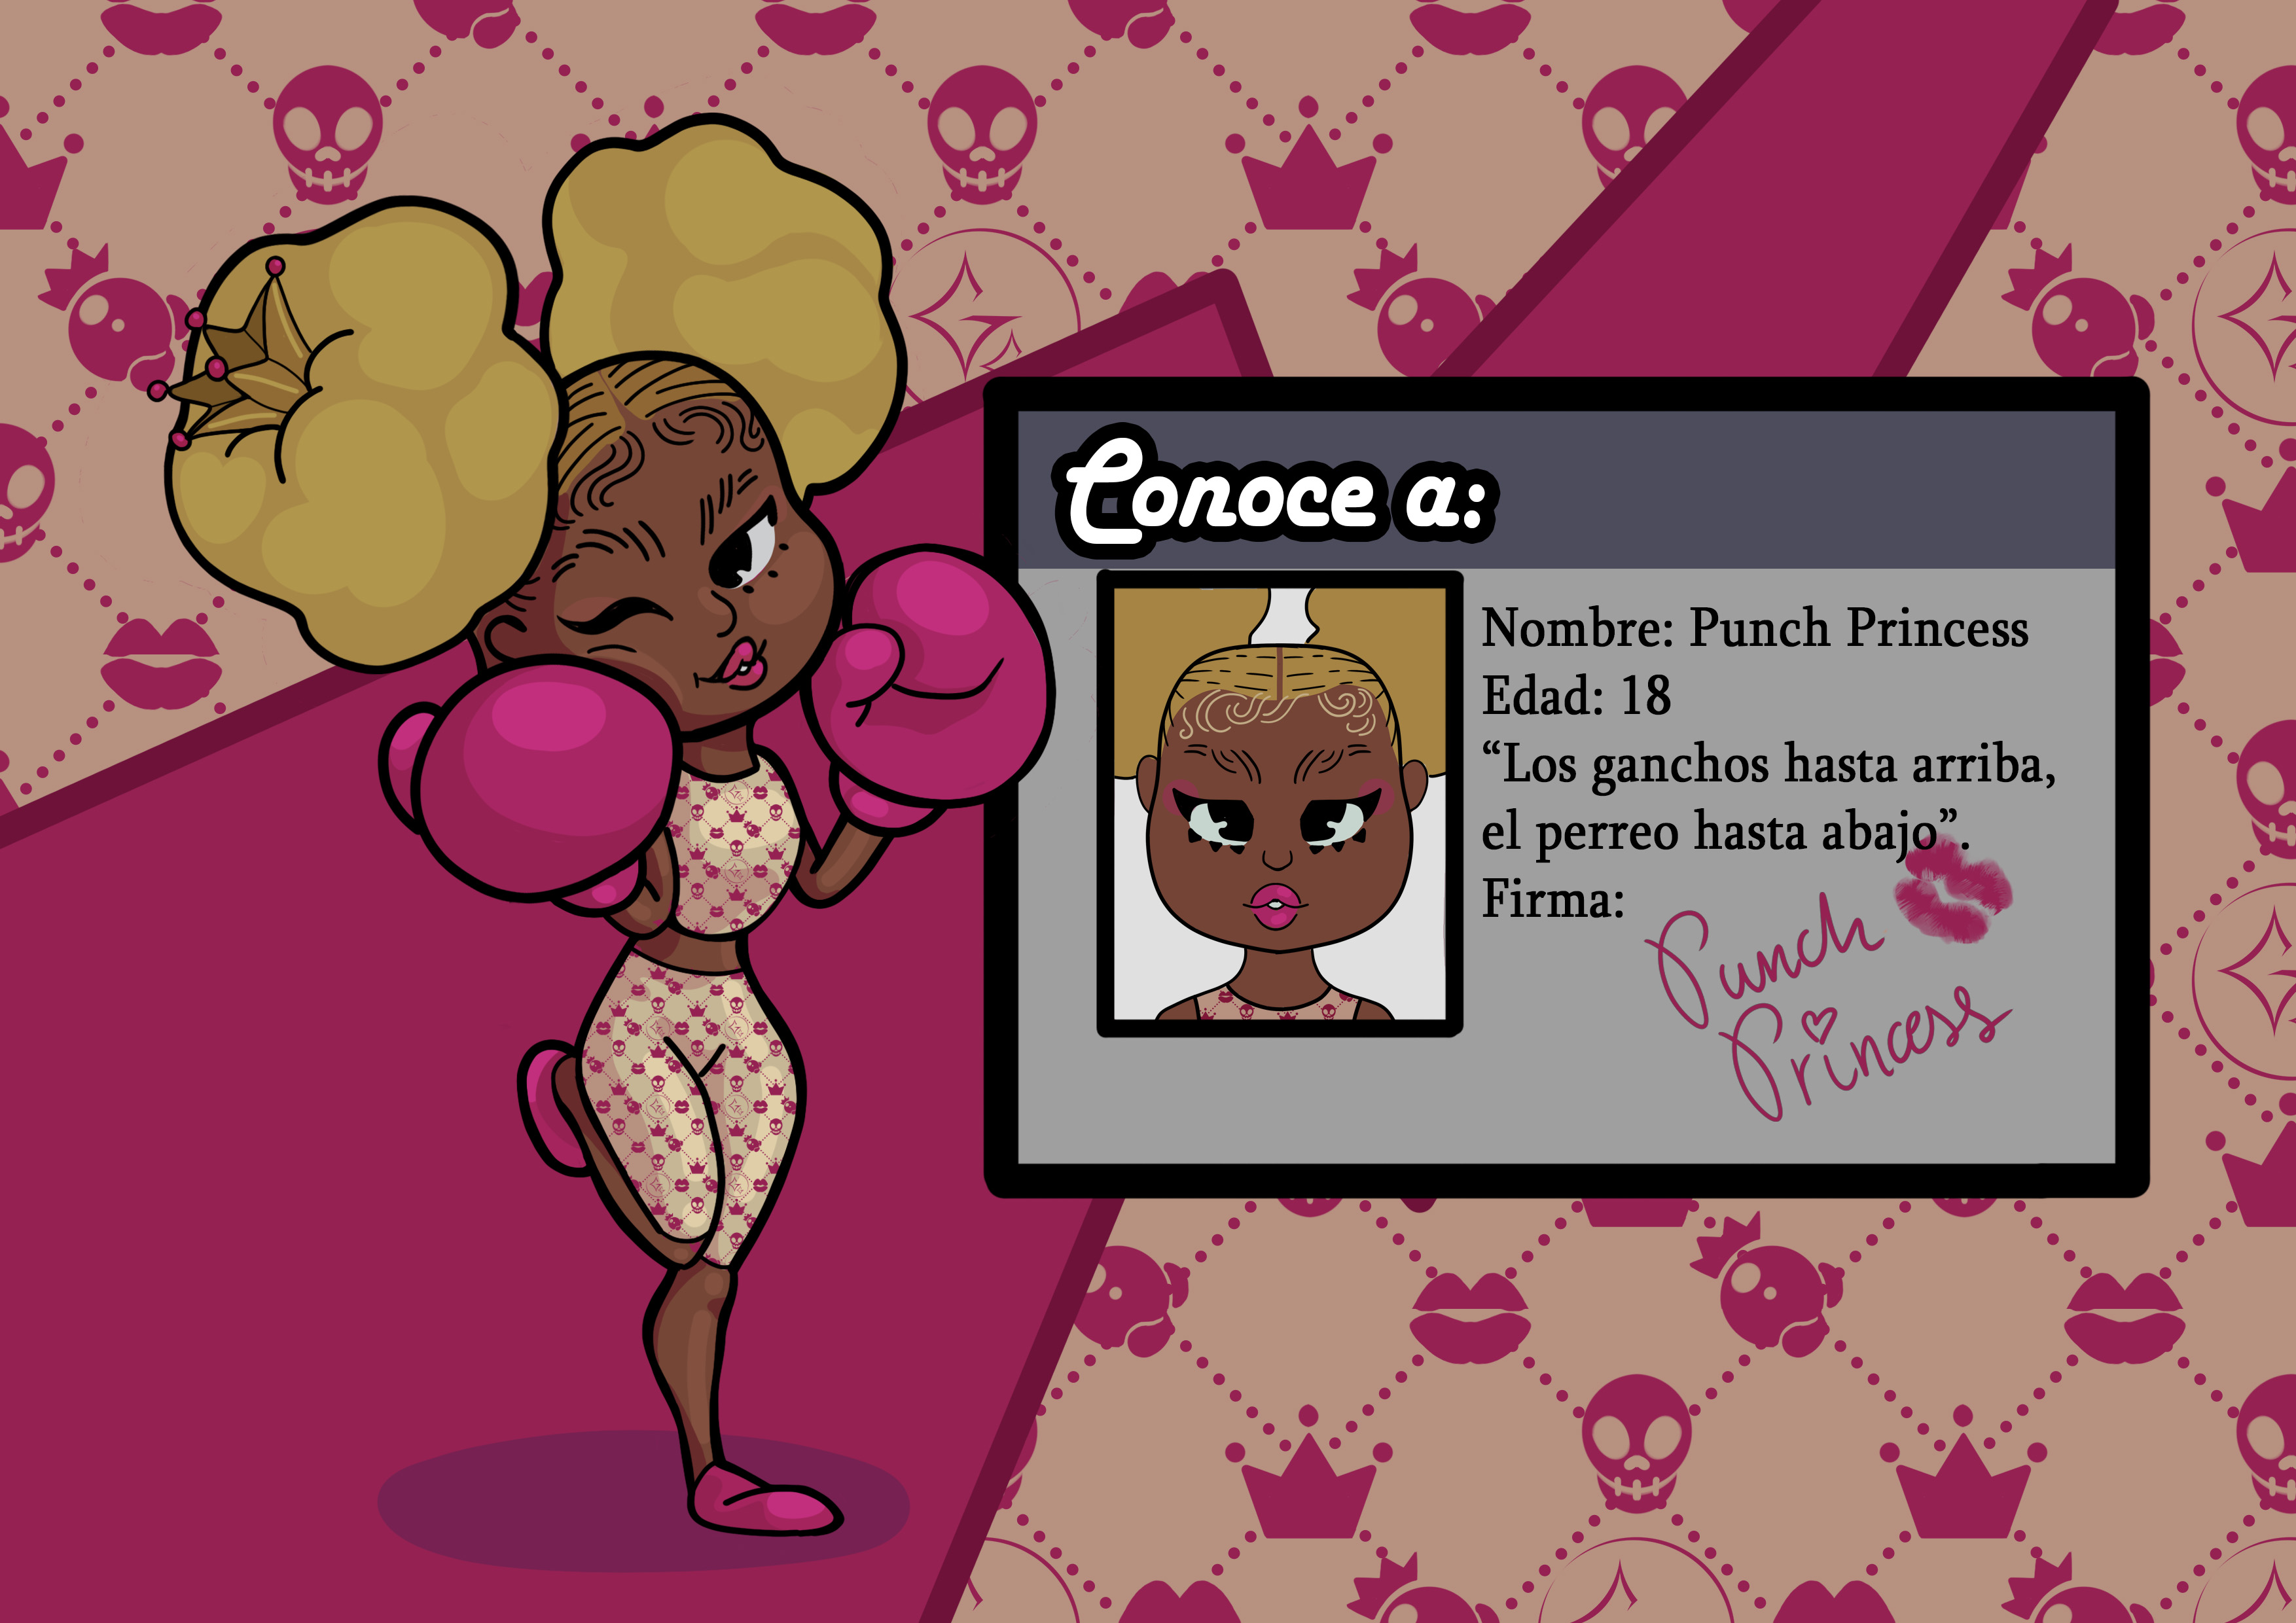 Conoce a:
Nombre: Punch Princess
Edad: 18
“Los ganchos hasta arriba,
el perreo hasta abajo”.
Firma:
Punch
Princess